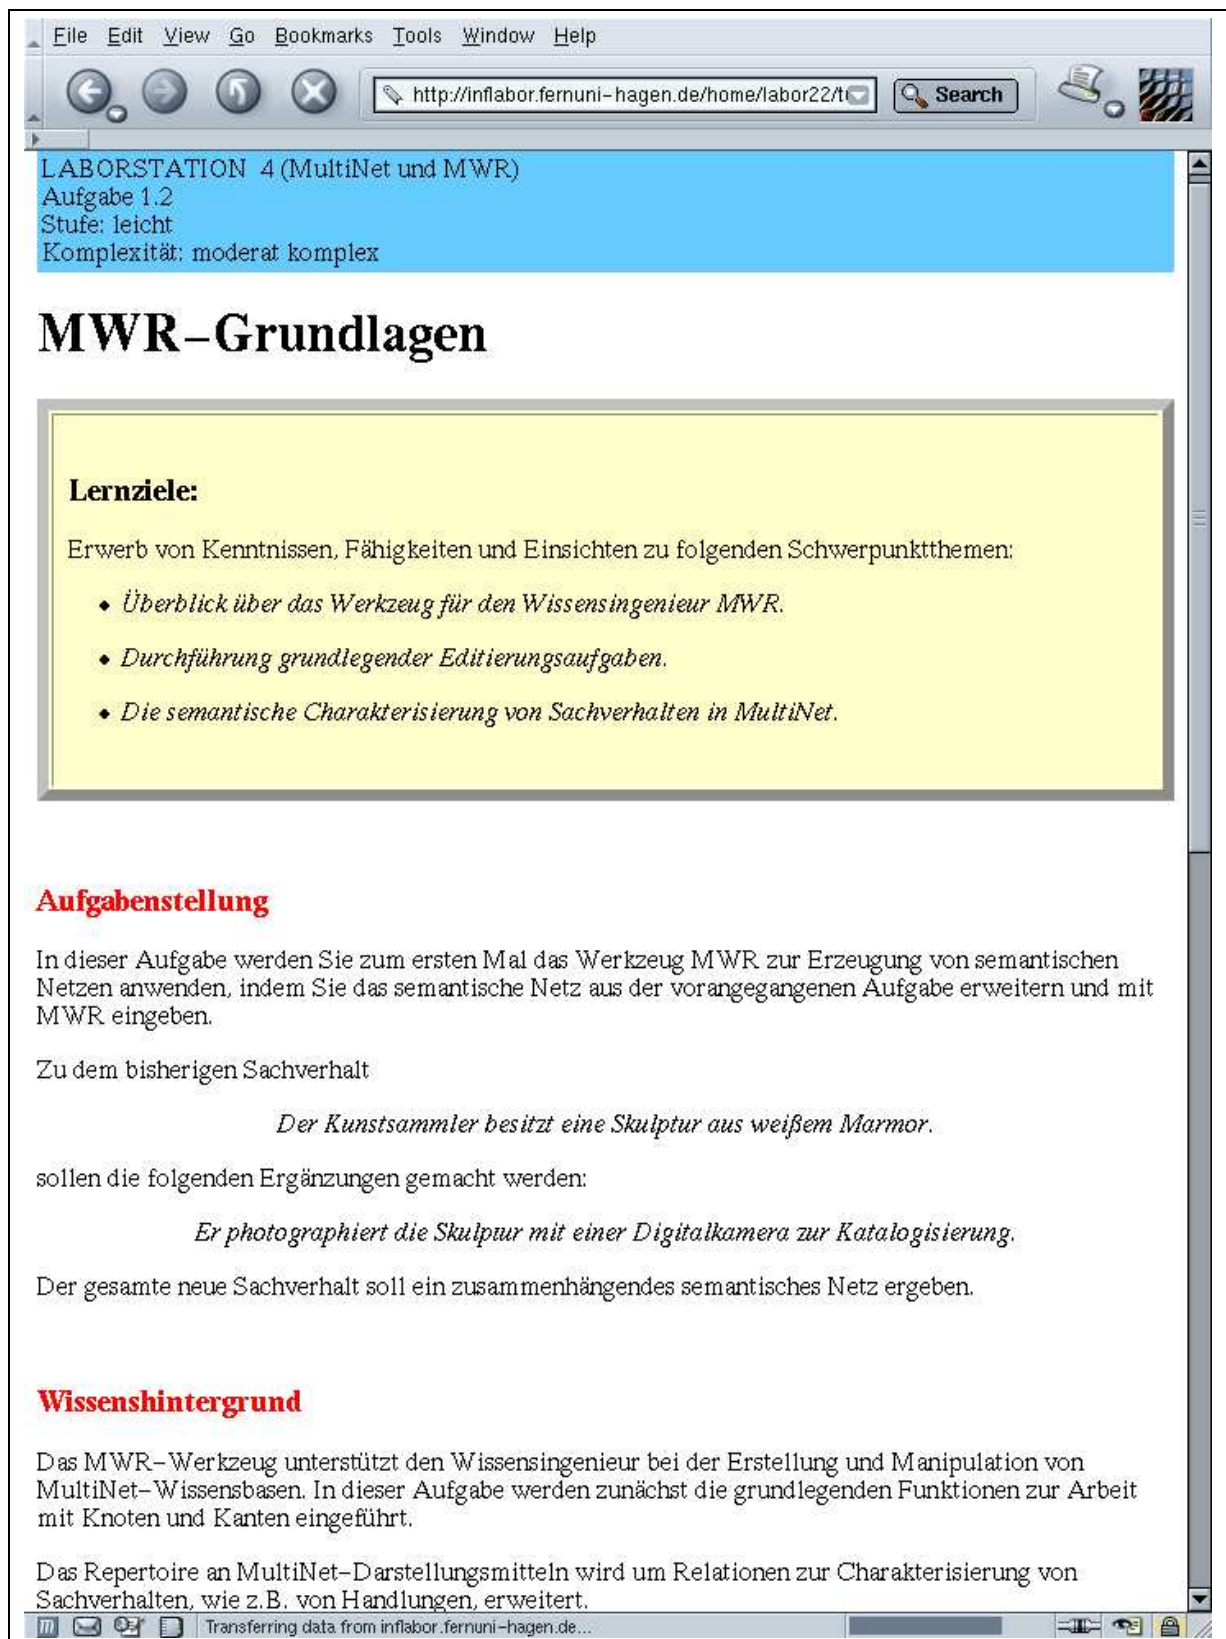 File Edit View Go Bookmarks Tools Window Help
http://inflabor.fernuni-hagen.de/home/labor22/t Search
LABORSTATION 4 (MultiNet und MWR)
Aufgabe 1.2
Stufe: leicht
Komplexität: moderat komplex
MWR-Grundlagen
Lernziele:
Erwerb von Kenntnissen, Fähigkeiten und Einsichten zu folgenden Schwerpunktthemen:
• Überblick über das Werkzeug für den Wissensingenieur MWR.
• Durchführung grundlegender Editierungsaufgaben.
• Die semantische Charakterisierung von Sachverhalten in MultiNet.
Aufgabenstellung
In dieser Aufgabe werden Sie zum ersten Mal das Werkzeug MWR zur Erzeugung von semantischen
Netzen anwenden, indem Sie das semantische Netz aus der vorangegangenen Aufgabe erweitern und mit
MWR eingeben.
Zu dem bisherigen Sachverhalt
Der Kunstsammler besitzt eine Skulptur aus weißem Marmor.
sollen die folgenden Ergänzungen gemacht werden:
Er photographiert die Skulptur mit einer Digitalkamera zur Katalogisierung.
Der gesamte neue Sachverhalt soll ein zusammenhängendes semantisches Netz ergeben.
Wissenshintergrund
Das MWR-Werkzeug unterstützt den Wissensingenieur bei der Erstellung und Manipulation von
MultiNet-Wissensbasen. In dieser Aufgabe werden zunächst die grundlegenden Funktionen zur Arbeit
mit Knoten und Kanten eingeführt.
Das Repertoire an MultiNet-Darstellungsmitteln wird um Relationen zur Charakterisierung von
Sachverhalten, wie z.B. von Handlungen, erweitert.
Transferring data from inflabor.fernuni-hagen.de...